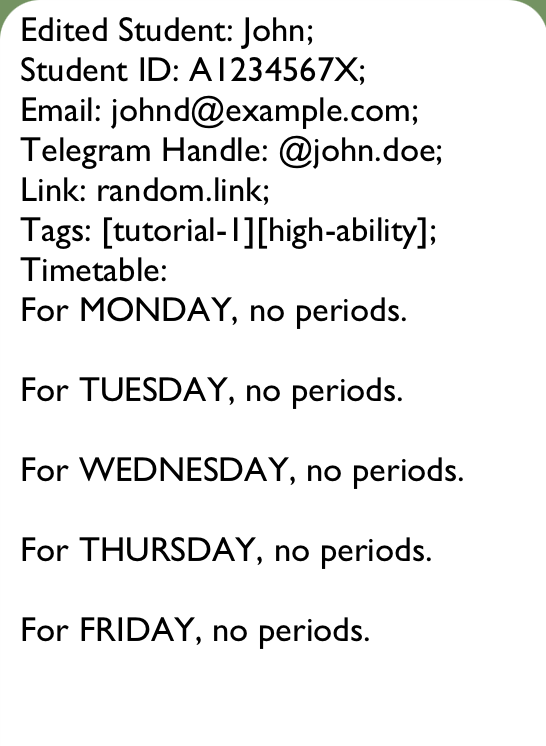 Edited Student: John;
Student ID: A1234567X;
Email: johnd@example.com;
Telegram Handle: @john.doe;
Link: random.link;
Tags: [tutorial-1][high-ability];
Timetable:
For MONDAY, no periods.
For TUESDAY, no periods.
For WEDNESDAY, no periods.
For THURSDAY, no periods.
For FRIDAY, no periods.